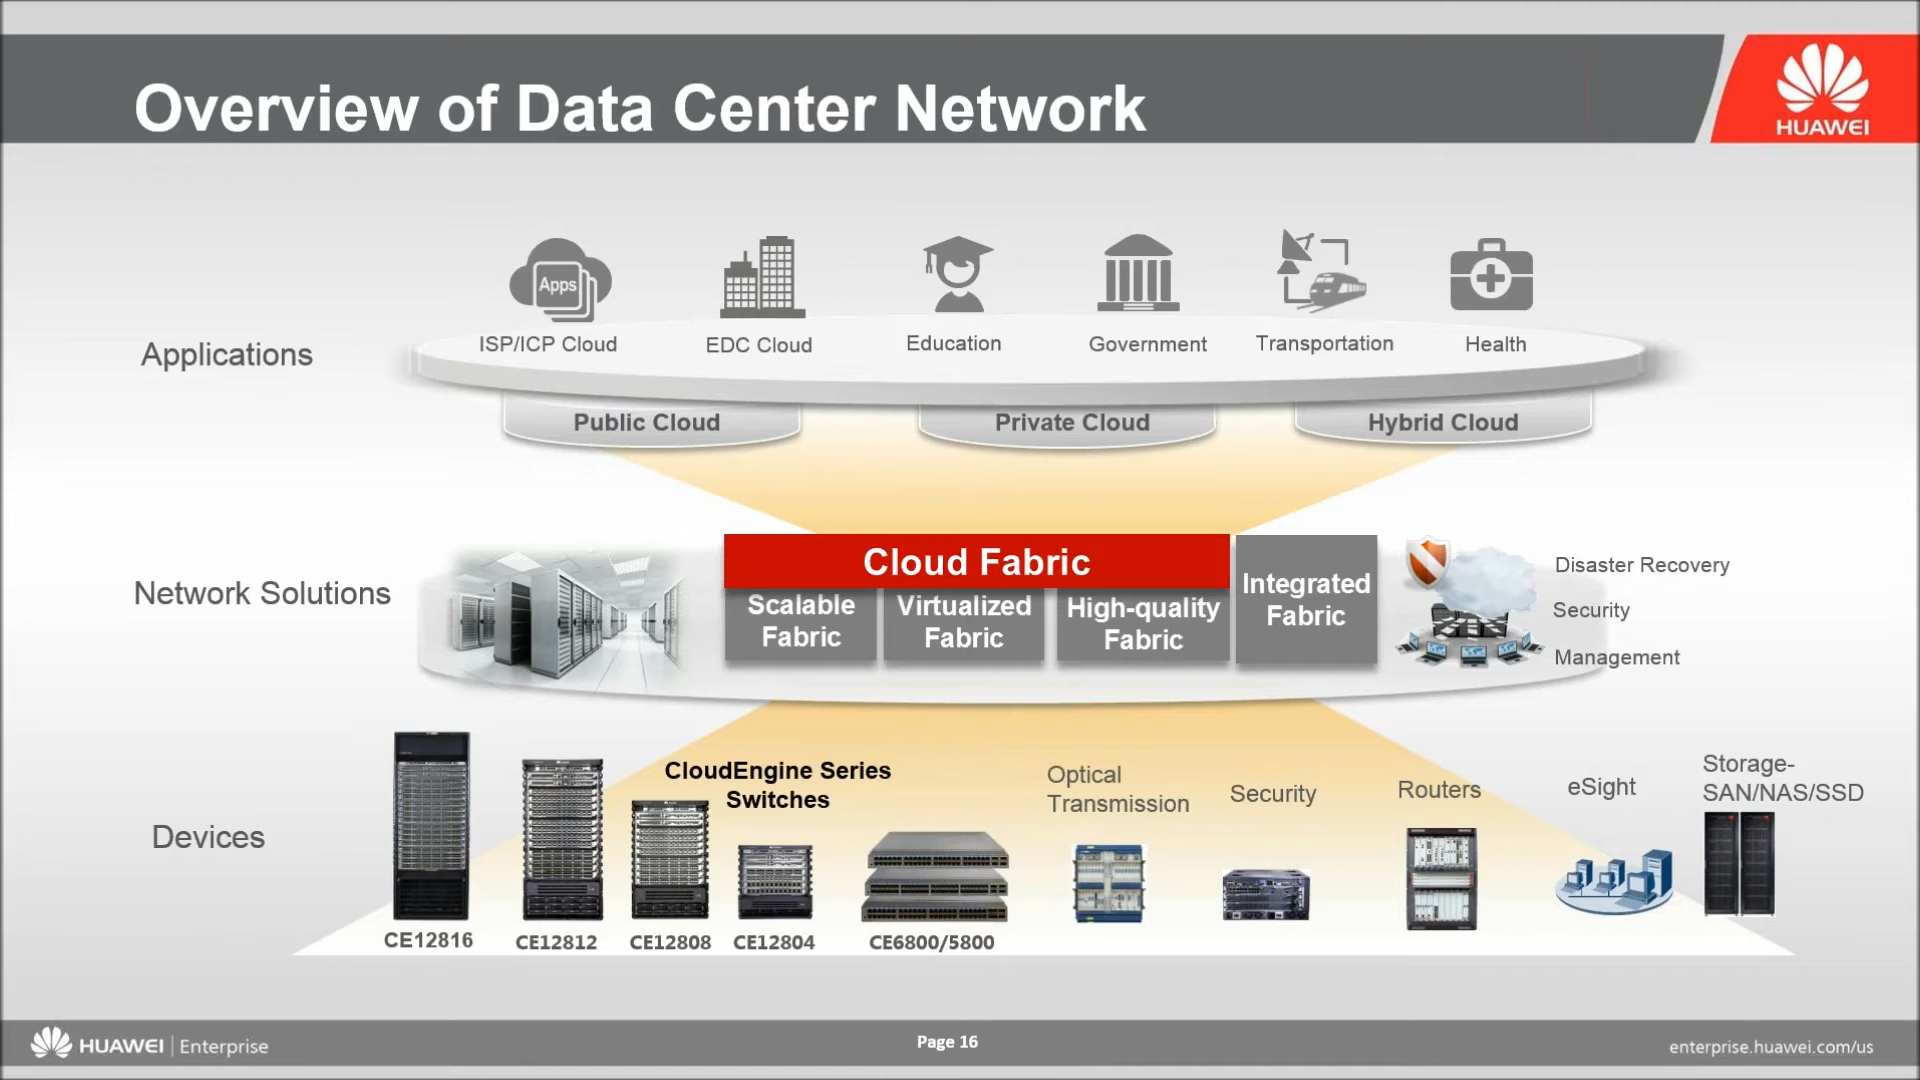 Overview of Data Center Network
HUAWEI
Apps
ISP/ICP Cloud
EDC Cloud
Education
Government
Transportation
Health
Applications
Public Cloud
Private Cloud
Hybrid Cloud
Network Solutions
Cloud Fabric
Scalable
Fabric
Virtualized
Fabric
High-quality
Fabric
Integrated
Fabric
Disaster Recovery
Security
Management
Devices
CloudEngine Series
Switches
Optical
Transmission
Security
Routers
eSight
Storage-
SAN/NAS/SSD
CE12816
CE12812
CE12808
CE12804
CE6800/5800
HUAWEI | Enterprise
Page 16
enterprise.huawei.com/us